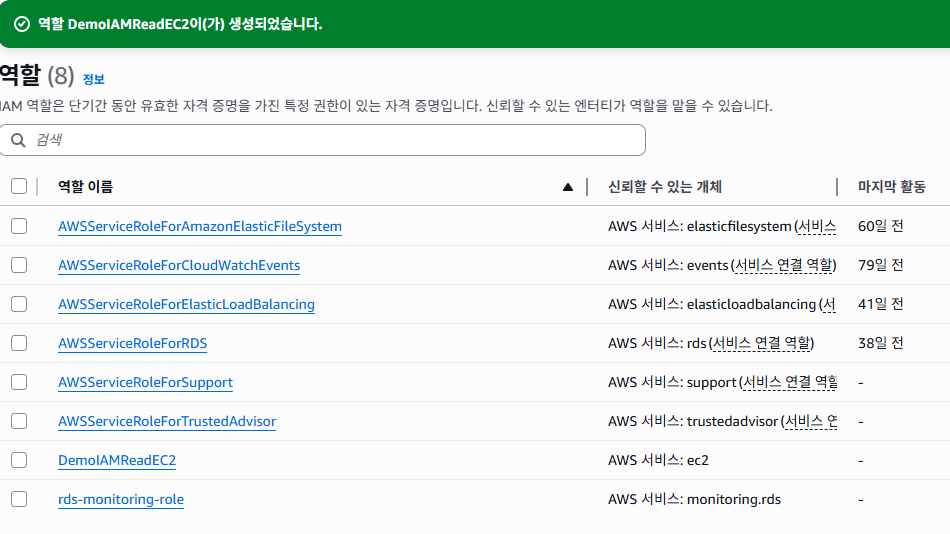 역할 DemoIAMReadEC2이(가) 생성되었습니다.
역할 (8) 정보
IAM 역할은 단기간 동안 유효한 자격 증명을 가진 특정 권한이 있는 자격 증명입니다. 신뢰할 수 있는 엔터티가 역할을 맡을 수 있습니다.
검색
역할 이름 신뢰할 수 있는 개체 마지막 활동
AWSServiceRoleForAmazonElasticFileSystem AWS 서비스: elasticfilesystem (서비스 60일 전
AWSServiceRoleForCloudWatchEvents AWS 서비스: events (서비스 연결 역할) 79일 전
AWSServiceRoleForElasticLoadBalancing AWS 서비스: elasticloadbalancing (서 41일 전
AWSServiceRoleForRDS AWS 서비스: rds (서비스 연결 역할) 38일 전
AWSServiceRoleForSupport AWS 서비스: support (서비스 연결 역할 -
AWSServiceRoleForTrustedAdvisor AWS 서비스: trustedadvisor (서비스 연 -
DemoIAMReadEC2 AWS 서비스: ec2 -
rds-monitoring-role AWS 서비스: monitoring.rds -